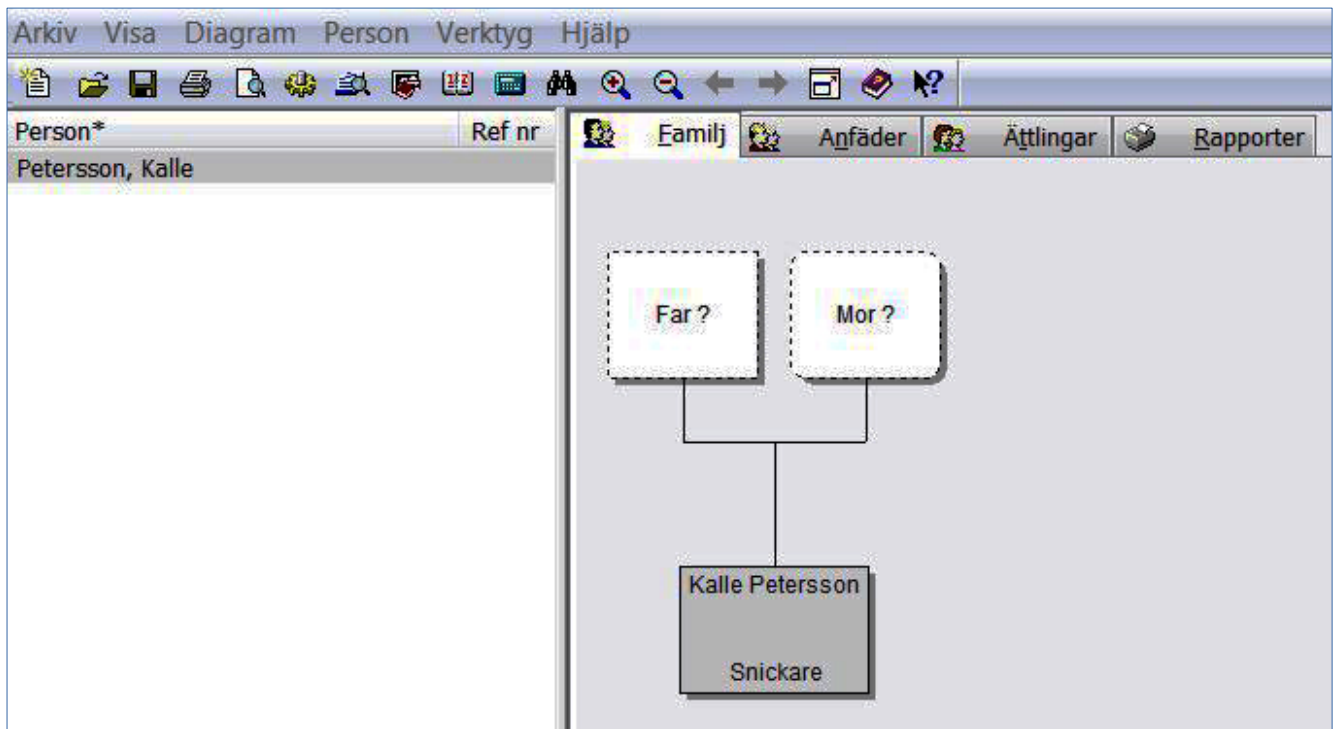 Arkiv Visa Diagram Person Verktyg Hjälp
Person* Ref nr
Petersson, Kalle
Familj Anfäder Ättlingar Rapporter
Far ? Mor ?
Kalle Petersson
Snickare